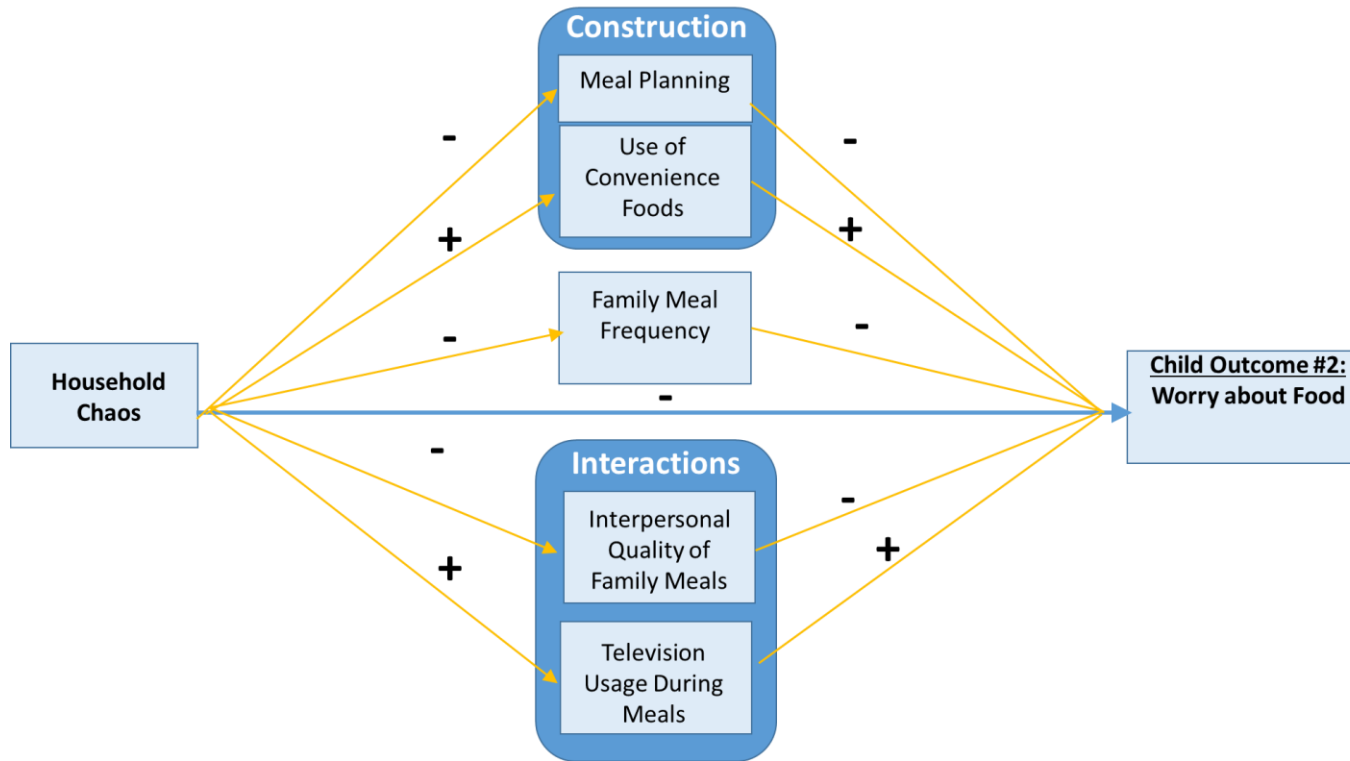 Construction
Meal Planning
Use of
Convenience
Foods
-
-
+
+
Family Meal
Frequency
-
-
Household
Chaos
-
Child Outcome #2:
Worry about Food
Interactions
-
-
Interpersonal
Quality of
Family Meals
+
+
Television
Usage During
Meals